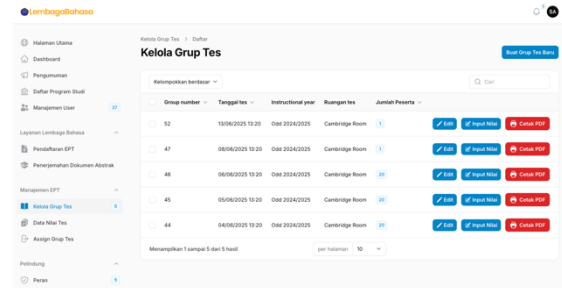 LembagaBahasa
5
SA
Halaman Utama
Dashboard
Pengumuman
Daftar Program Studi
Manajemen User 27
Layanan Lembaga Bahasa
Pendaftaran EPT
Penerjemahan Dokumen Abstrak
Manajemen EPT
Kelola Grup Tes 5
Data Nilai Tes
Assign Grup Tes
Pelindung
Peran 5
Kelola Grup Tes > Daftar
Kelola Grup Tes
Buat Grup Tes Baru
Kelompokkan berdasar
Cari
Group number Tanggal tes Instructional year Ruangan tes Jumlah Peserta
52 13/06/2025 13:20 Odd 2024/2025 Cambridge Room 1 Edit Input Nilai Cetak PDF
47 08/06/2025 13:20 Odd 2024/2025 Cambridge Room 1 Edit Input Nilai Cetak PDF
46 06/06/2025 13:20 Odd 2024/2025 Cambridge Room 20 Edit Input Nilai Cetak PDF
45 05/06/2025 13:20 Odd 2024/2025 Cambridge Room 20 Edit Input Nilai Cetak PDF
44 04/06/2025 13:20 Odd 2024/2025 Cambridge Room 20 Edit Input Nilai Cetak PDF
Menampilkan 1 sampai 5 dari 5 hasil
per halaman 10